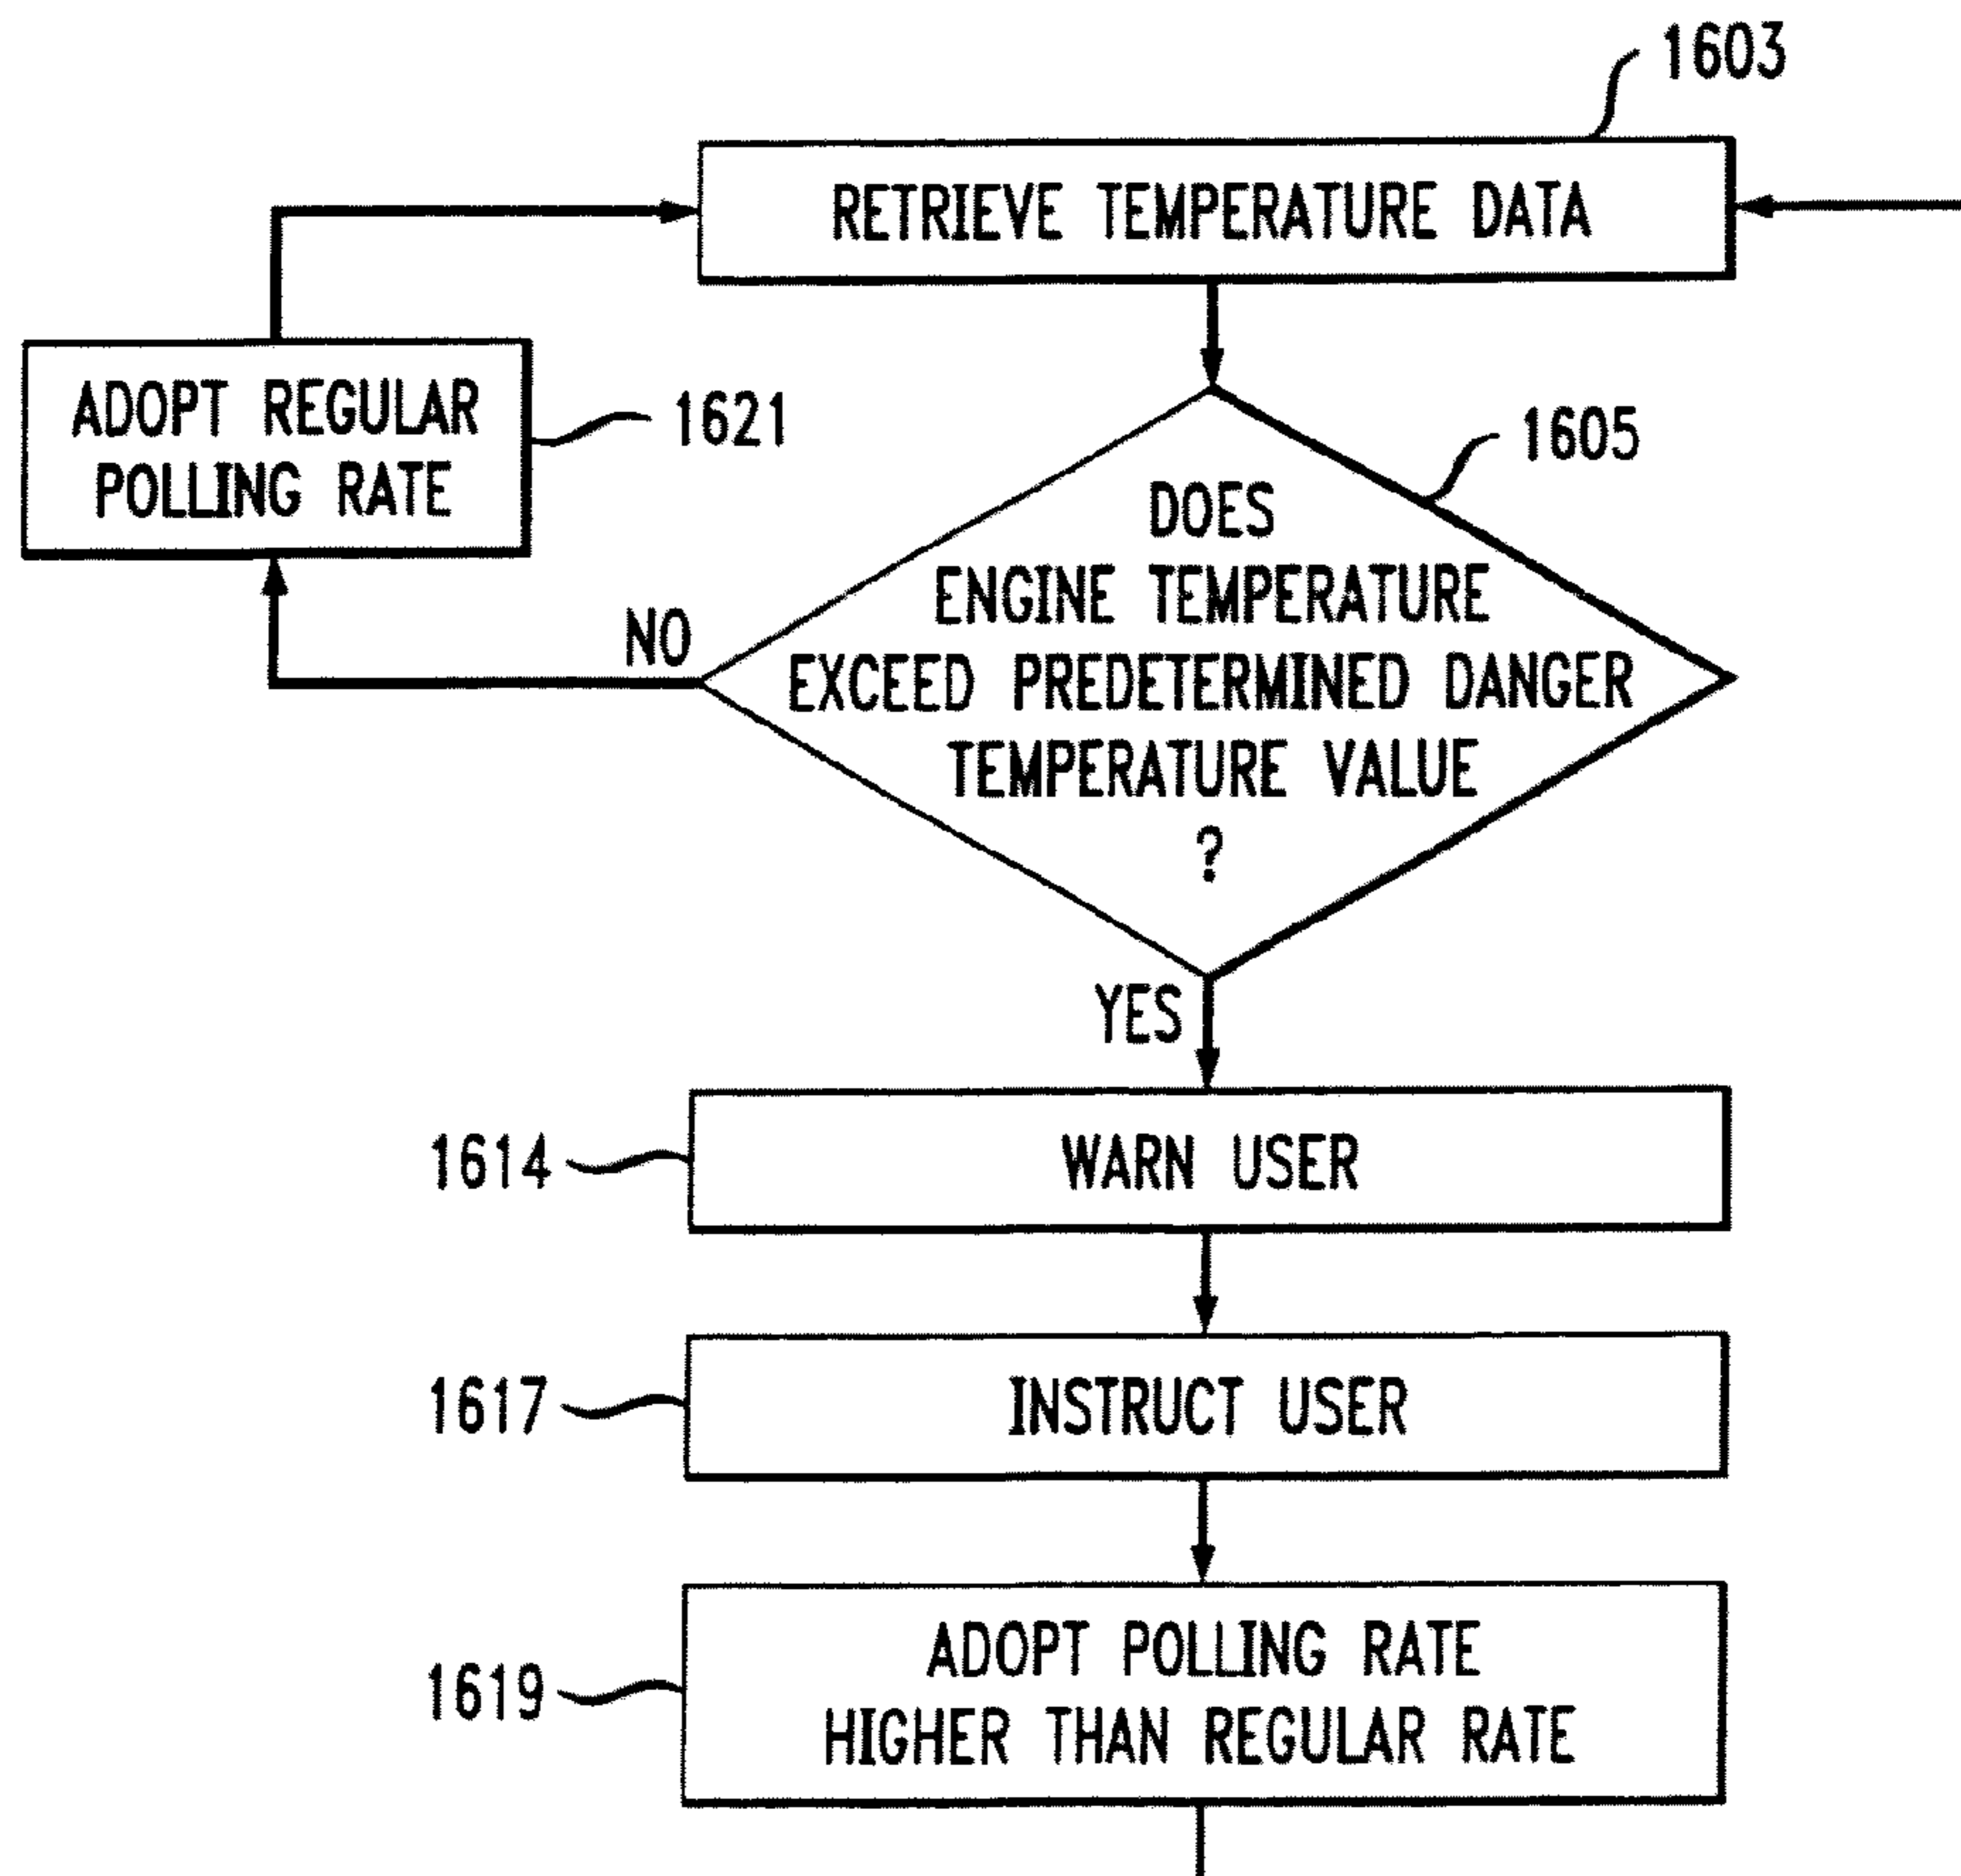 1603
RETRIEVE TEMPERATURE DATA
ADOPT REGULAR
POLLING RATE
1621
1605
DOES
ENGINE TEMPERATURE
EXCEED PREDETERMINED DANGER
TEMPERATURE VALUE
?
NO
YES
1614
WARN USER
1617
INSTRUCT USER
1619
ADOPT POLLING RATE
HIGHER THAN REGULAR RATE